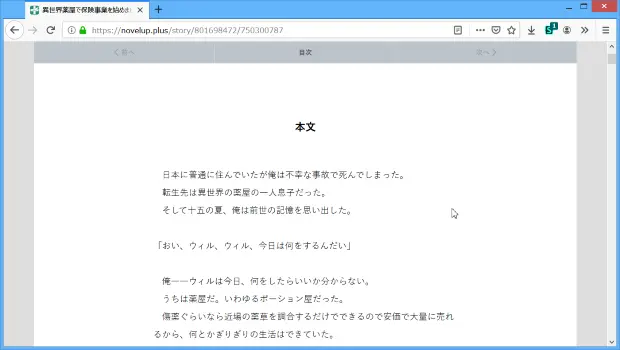 異世界薬屋で保険事業を始めま
https://novelup.plus/story/801698472/750300787
1
前へ
目次
次へ
本文
日本に普通に住んでいたが俺は不幸な事故で死んでしまった。
転生先は異世界の薬屋の一人息子だった。
そして十五の夏、俺は前世の記憶を思い出した。
「おい、ウィル、ウィル、今日は何をするんだい」
俺――ウィルは今日、何をしたらいいか分からない。
うちは薬屋だ。いわゆるポーション屋だった。
傷薬ぐらいなら近場の薬草を調合するだけでできるので安価で大量に売れ
るから、何とかぎりぎりの生活はできていた。